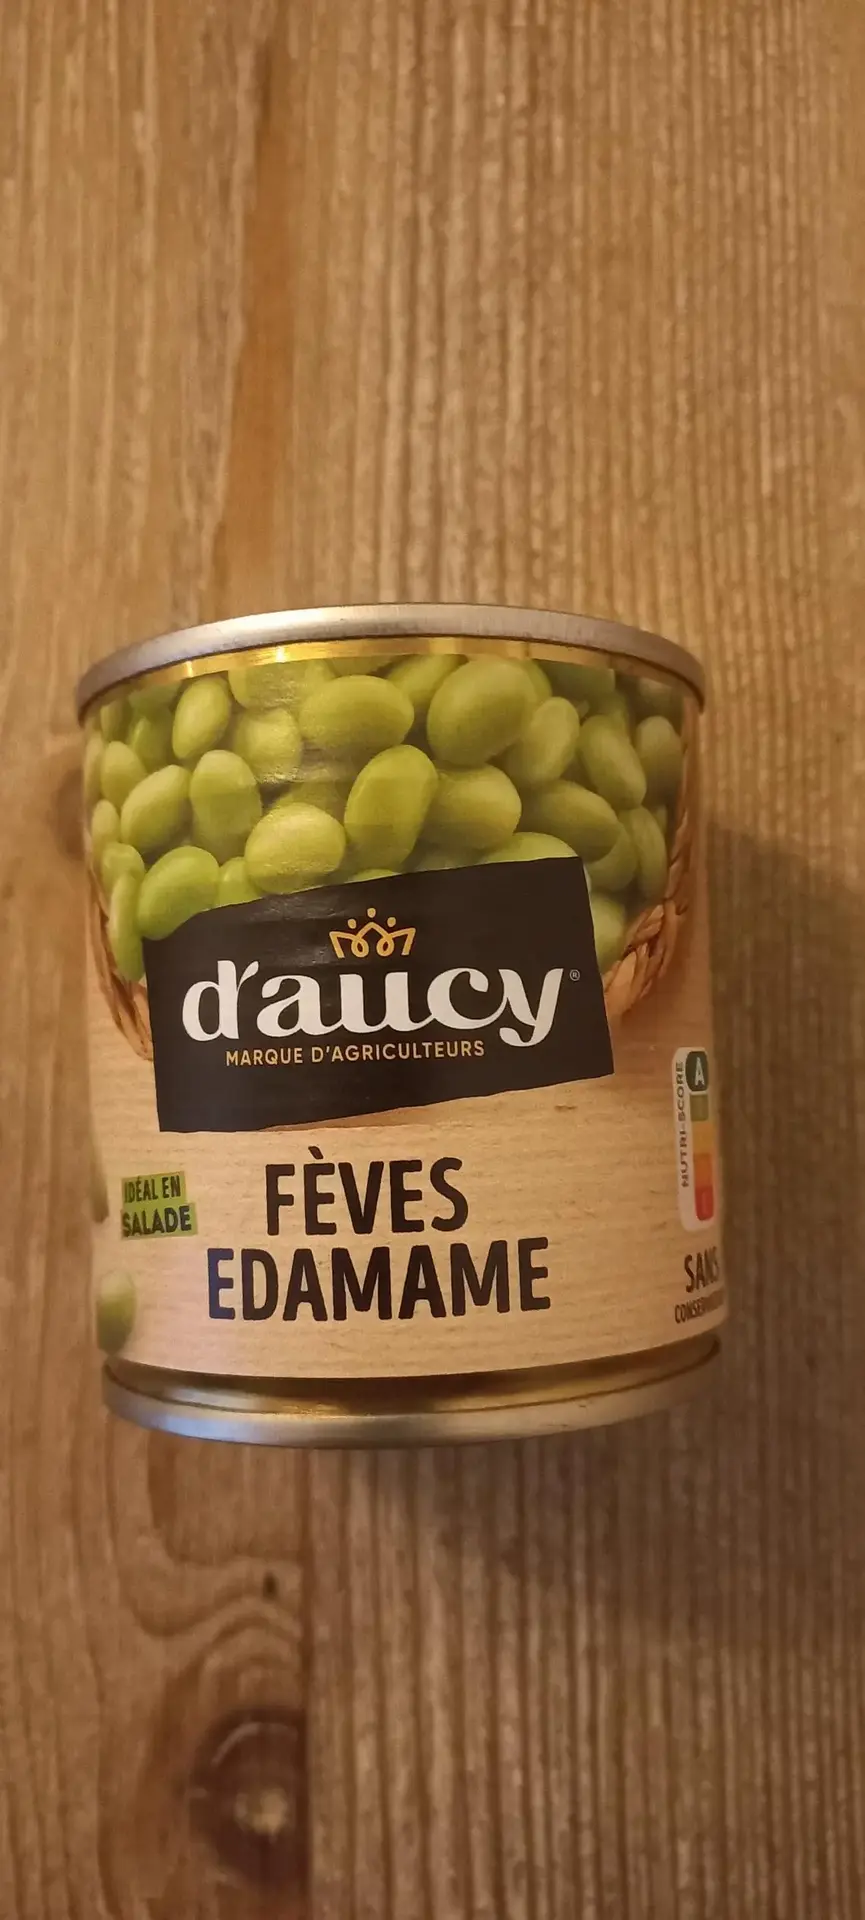 d'aucy®
MARQUE D'AGRICULTEURS
FÈVES
EDAMAME
IDÉAL EN
SALADE
NUTRI-SCORE
A
SANS